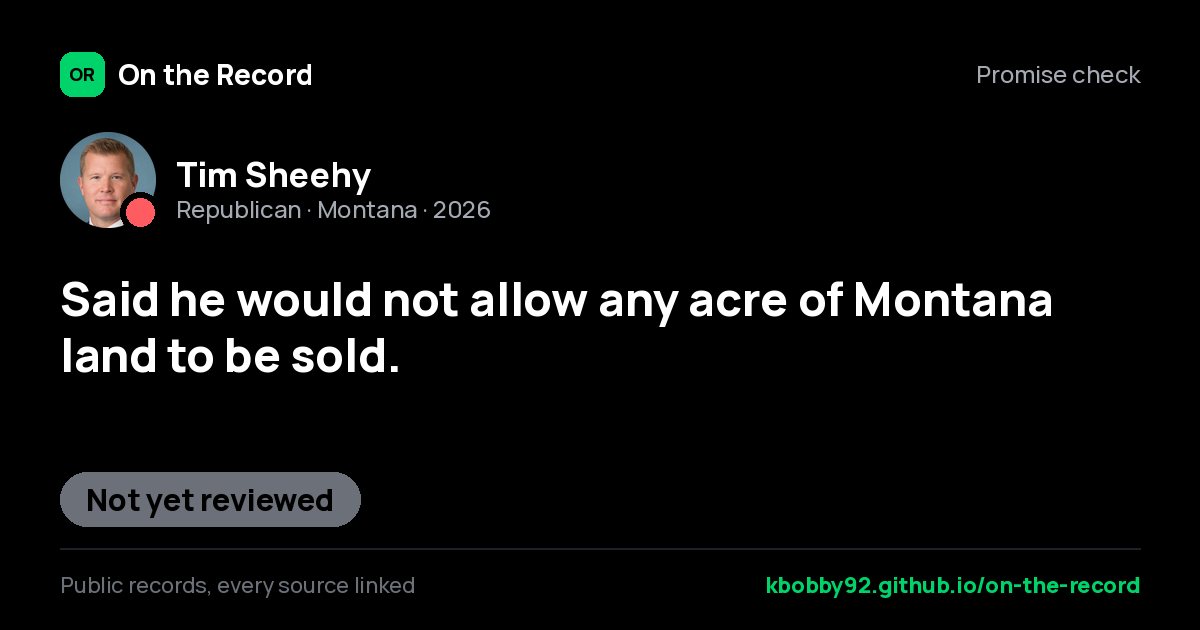 OR On the Record
Promise check
Tim Sheehy
Republican · Montana · 2026
Said he would not allow any acre of Montana
land to be sold.
Not yet reviewed
Public records, every source linked
kbobby92.github.io/on-the-record